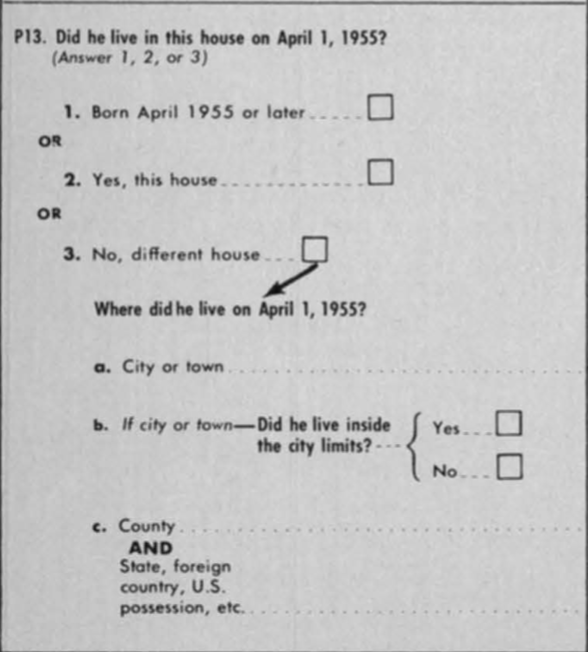 P13. Did he live in this house on April 1, 1955?
(Answer 1, 2, or 3)
1. Born April 1955 or later
OR
2. Yes, this house
OR
3. No, different house
Where did he live on April 1, 1955?
a. City or town
b. If city or town—Did he live inside
the city limits?
Yes
No
c. County
AND
State, foreign
country, U.S.
possession, etc.